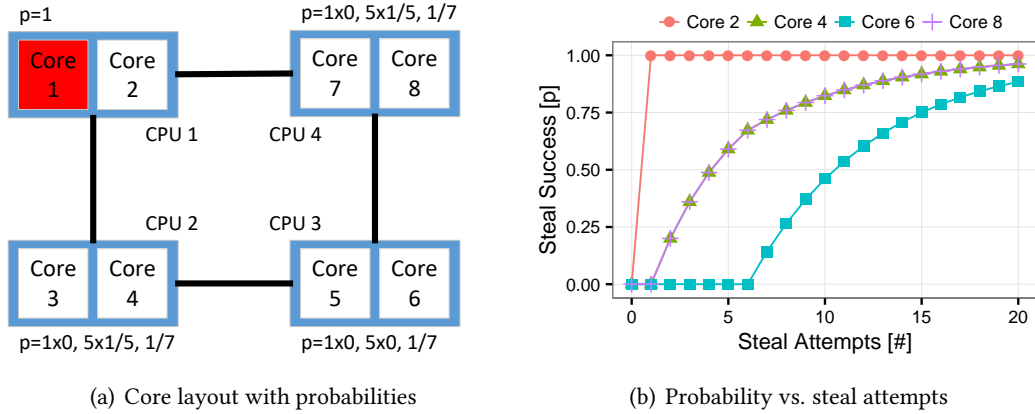 p=1
p=1x0, 5x1/5, 1/7
Core 1
Core 2
Core 7
Core 8
CPU 1
CPU 4
CPU 2
CPU 3
Core 3
Core 4
Core 5
Core 6
p=1x0, 5x1/5, 1/7
p=1x0, 5x0, 1/7
(a) Core layout with probabilities
Core 2 Core 4 Core 6 Core 8
Steal Success [p]
1.00
0.75
0.50
0.25
0.00
0 5 10 15 20
Steal Attempts [#]
(b) Probability vs. steal attempts